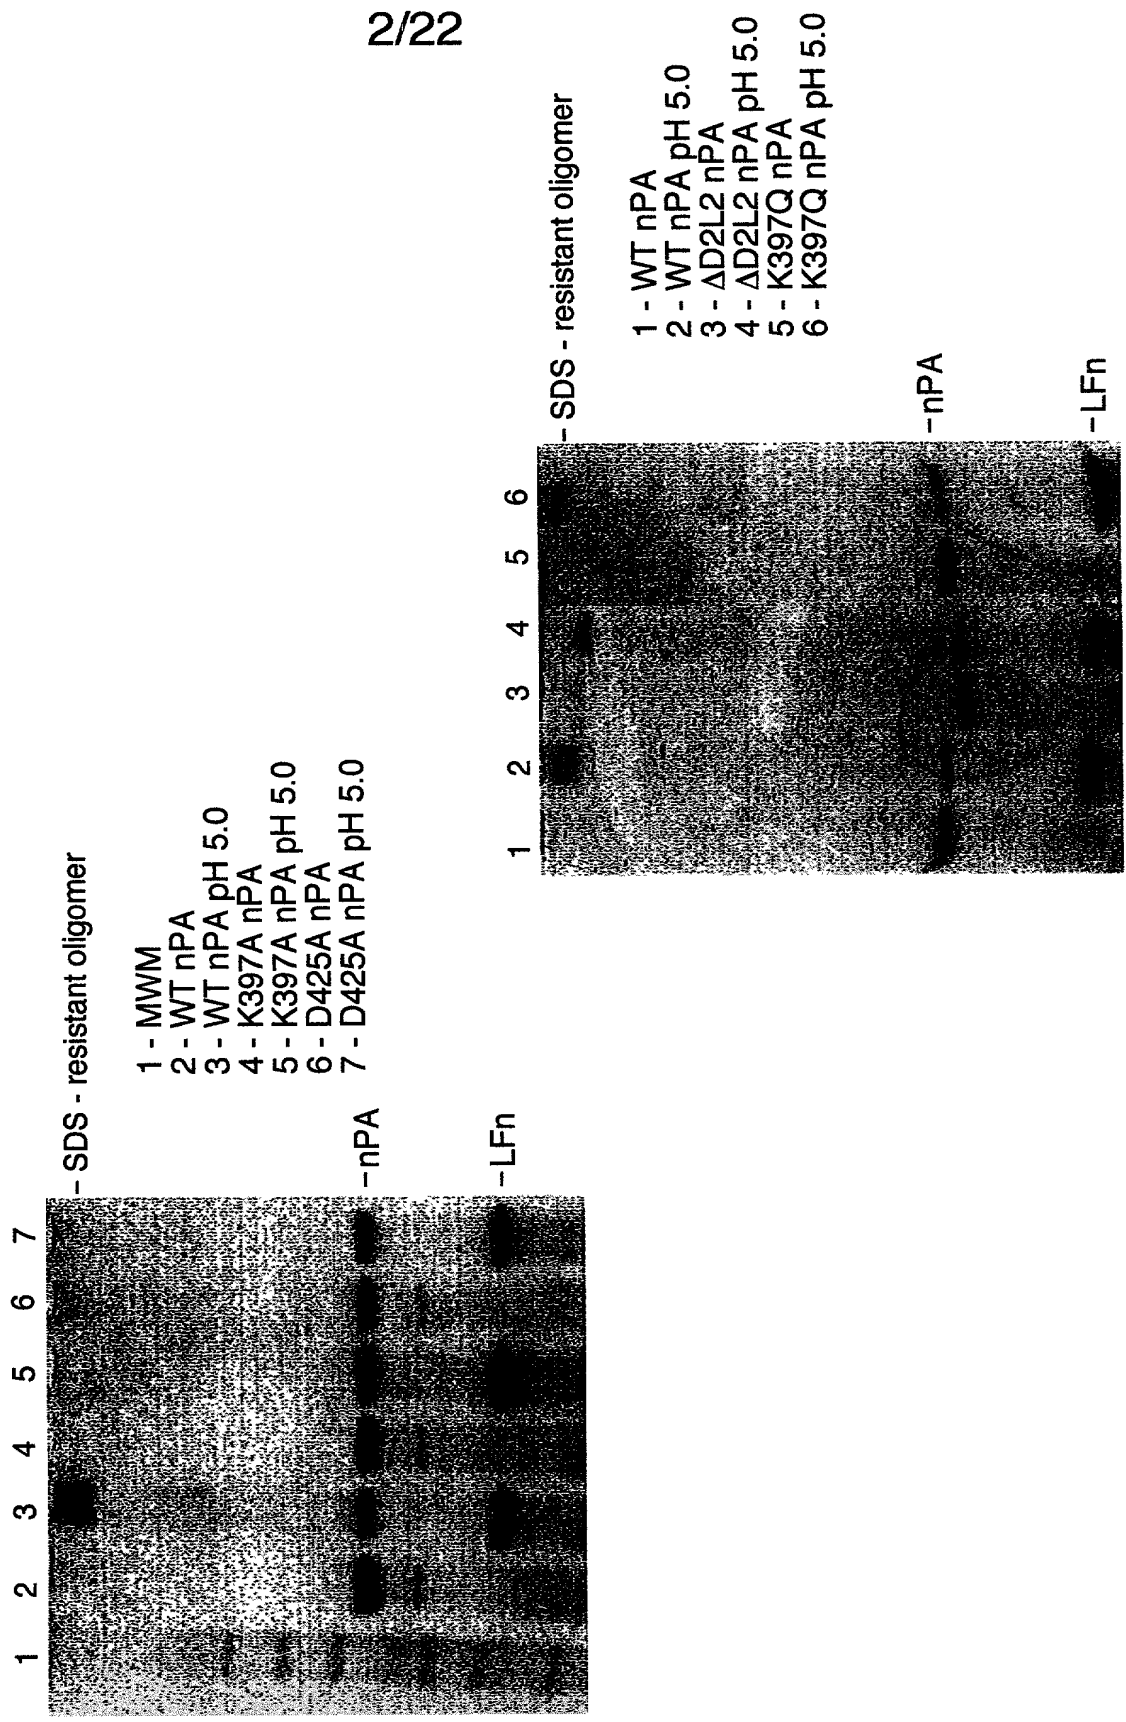 2/22
1 2 3 4 5 6 7
– SDS - resistant oligomer
1 - MWM
2 - WT nPA
3 - WT nPA pH 5.0
4 - K397A nPA
5 - K397A nPA pH 5.0
6 - D425A nPA
7 - D425A nPA pH 5.0
– nPA
– LFn
1 2 3 4 5 6
– SDS - resistant oligomer
1 - WT nPA
2 - WT nPA pH 5.0
3 - ΔD2L2 nPA
4 - ΔD2L2 nPA pH 5.0
5 - K397Q nPA
6 - K397Q nPA pH 5.0
– nPA
– LFn